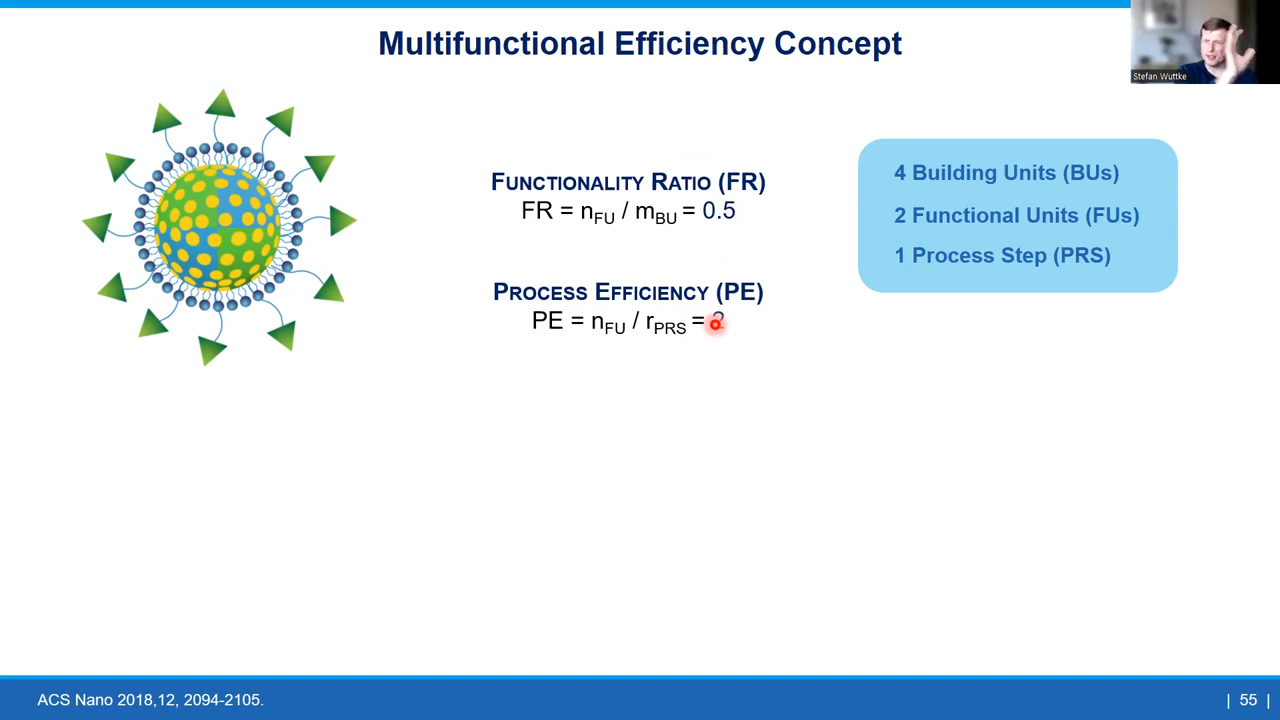 Multifunctional Efficiency Concept
Stefan Wuttke
FUNCTIONALITY RATIO (FR)
FR = nFU / mBU = 0.5
PROCESS EFFICIENCY (PE)
PE = nFU / rPRS =
4 Building Units (BUs)
2 Functional Units (FUs)
1 Process Step (PRS)
ACS Nano 2018,12, 2094-2105.
| 55 |